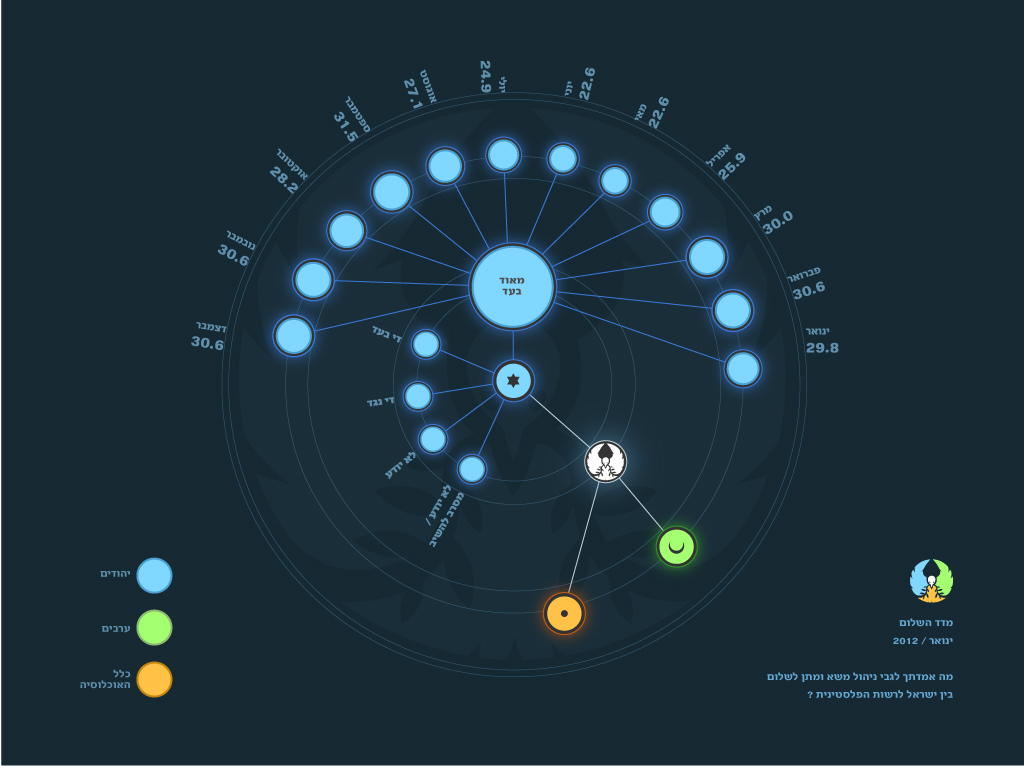 ינואר
29.8
פברואר
30.6
מרץ
30.0
אפריל
25.9
מאי
22.6
יוני
22.6
יולי
24.9
אוגוסט
27.1
ספטמבר
31.5
אוקטובר
28.2
נובמבר
30.6
דצמבר
30.6
מאוד
בעד
די בעד
די נגד
לא יודע
לא יודע /
מסרב להשיב
יהודים
ערבים
כלל
האוכלוסיה
מדד השלום
ינואר / 2012
מה אמדתך לגבי ניהול משא ומתן לשלום
בין ישראל לרשות הפלסטינית ?